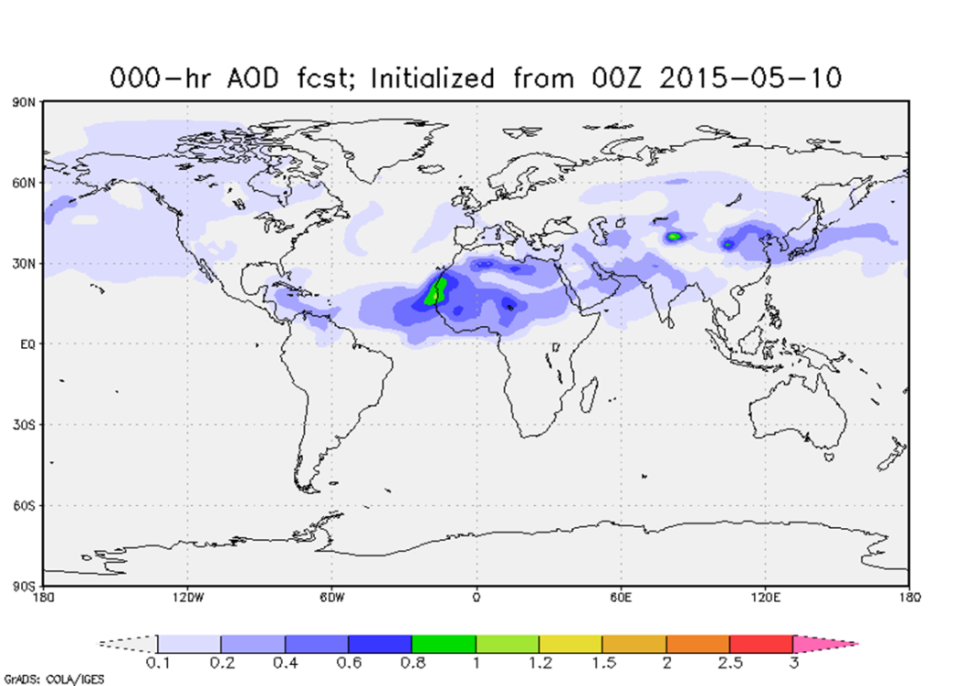 000-hr AOD fcst; Initialized from 00Z 2015-05-10
90N
60N
30N
EQ
30S
60S
90S
180 120W 60W 0 60E 120E 180
0.1 0.2 0.4 0.6 0.8 1 1.2 1.5 2 2.5 3
GrADS: COLA/IGES